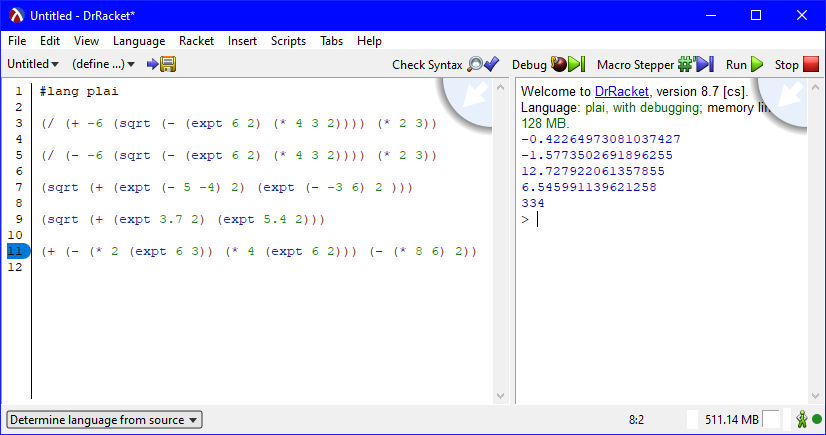 Untitled - DrRacket*
File Edit View Language Racket Insert Scripts Tabs Help
Untitled (define ...) Check Syntax Debug Macro Stepper Run Stop
1 #lang plai
2
3 (/ (+ -6 (sqrt (- (expt 6 2) (* 4 3 2)))) (* 2 3))
4
5 (/ (- -6 (sqrt (- (expt 6 2) (* 4 3 2)))) (* 2 3))
6
7 (sqrt (+ (expt (- 5 -4) 2) (expt (- -3 6) 2 )))
8
9 (sqrt (+ (expt 3.7 2) (expt 5.4 2)))
10
11 (+ (- (* 2 (expt 6 3)) (* 4 (expt 6 2))) (- (* 8 6) 2))
12
Welcome to DrRacket, version 8.7 [cs].
Language: plai, with debugging; memory
128 MB.
-0.42264973081037427
-1.5773502691896255
12.727922061357855
6.545991139621258
334
>
Determine language from source 8:2 511.14 MB